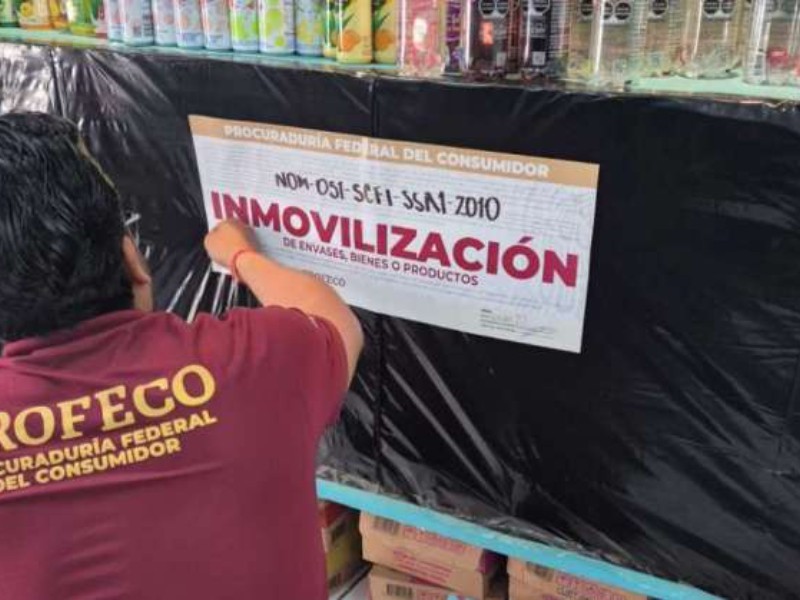 PROCURADURÍA FEDERAL DEL CONSUMIDOR
NOM-051-SCFI-SSA1-2010
INMOVILIZACIÓN
DE ENVASES, BIENES O PRODUCTOS
PROFECO
ROFECO
CURADURÍA FEDERAL
DEL CONSUMIDOR